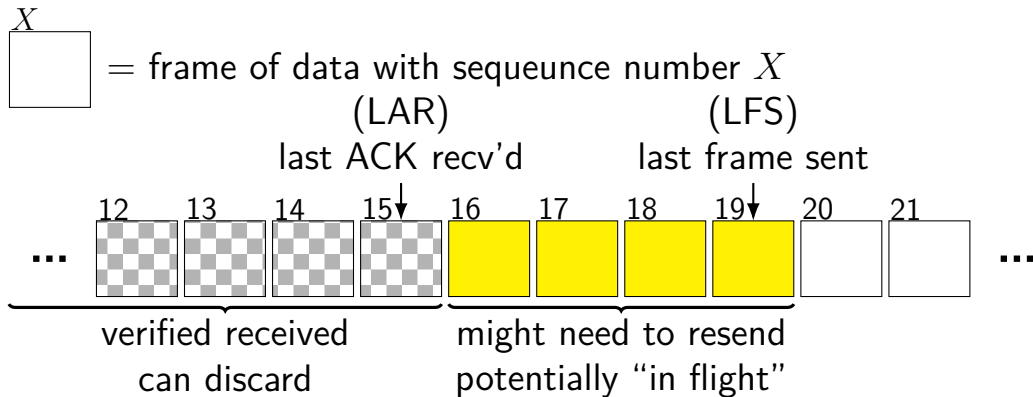 X
= frame of data with sequeunce number X
(LAR) (LFS)
last ACK recv'd last frame sent
12 13 14 15 16 17 18 19 20 21
... ...
verified received might need to resend
can discard potentially “in flight”